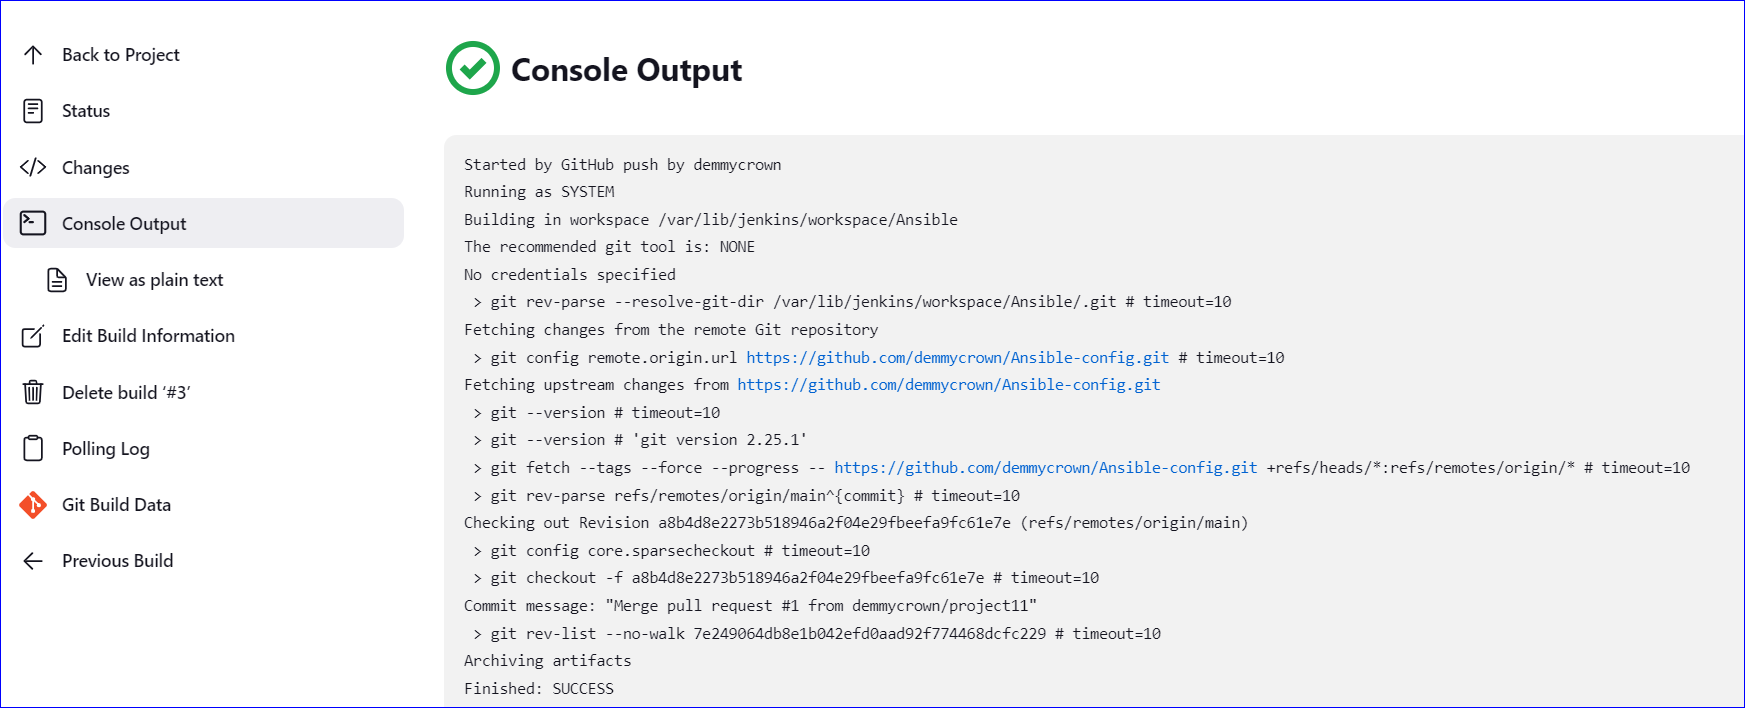 Back to Project
Status
Changes
Console Output
View as plain text
Edit Build Information
Delete build ‘#3’
Polling Log
Git Build Data
Previous Build
Console Output
Started by GitHub push by demmycrown
Running as SYSTEM
Building in workspace /var/lib/jenkins/workspace/Ansible
The recommended git tool is: NONE
No credentials specified
 > git rev-parse --resolve-git-dir /var/lib/jenkins/workspace/Ansible/.git # timeout=10
Fetching changes from the remote Git repository
 > git config remote.origin.url https://github.com/demmycrown/Ansible-config.git # timeout=10
Fetching upstream changes from https://github.com/demmycrown/Ansible-config.git
 > git --version # timeout=10
 > git --version # 'git version 2.25.1'
 > git fetch --tags --force --progress -- https://github.com/demmycrown/Ansible-config.git +refs/heads/*:refs/remotes/origin/* # timeout=10
 > git rev-parse refs/remotes/origin/main^{commit} # timeout=10
Checking out Revision a8b4d8e2273b518946a2f04e29fbeefa9fc61e7e (refs/remotes/origin/main)
 > git config core.sparsecheckout # timeout=10
 > git checkout -f a8b4d8e2273b518946a2f04e29fbeefa9fc61e7e # timeout=10
Commit message: "Merge pull request #1 from demmycrown/project11"
 > git rev-list --no-walk 7e249064db8e1b042efd0aad92f774468dcfc229 # timeout=10
Archiving artifacts
Finished: SUCCESS